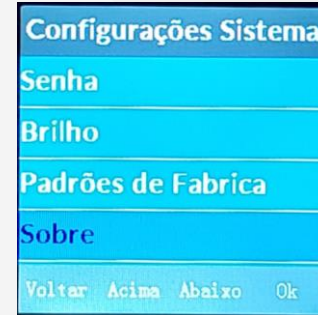 Configurações Sistema
Senha
Brilho
Padrões de Fabrica
Sobre
Voltar Acima Abaixo Ok